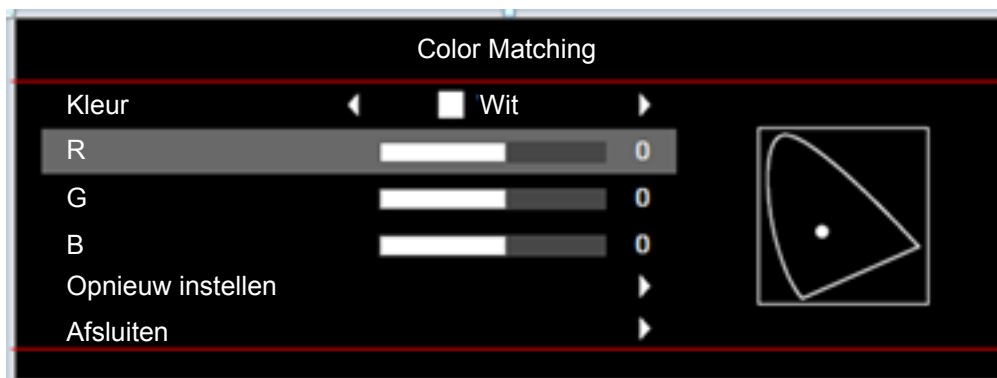 Color Matching
Kleur Wit
R 0
G 0
B 0
Opnieuw instellen
Afsluiten